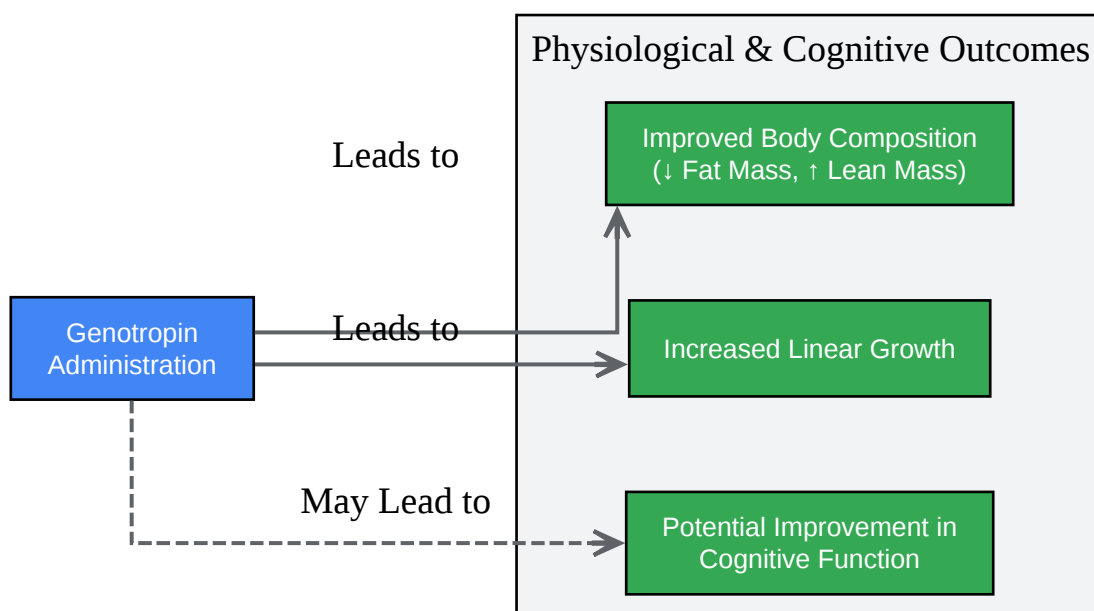 Physiological & Cognitive Outcomes
Improved Body Composition
(↓ Fat Mass, ↑ Lean Mass)
Leads to
Genotropin
Administration
Leads to
Increased Linear Growth
May Lead to
Potential Improvement in
Cognitive Function